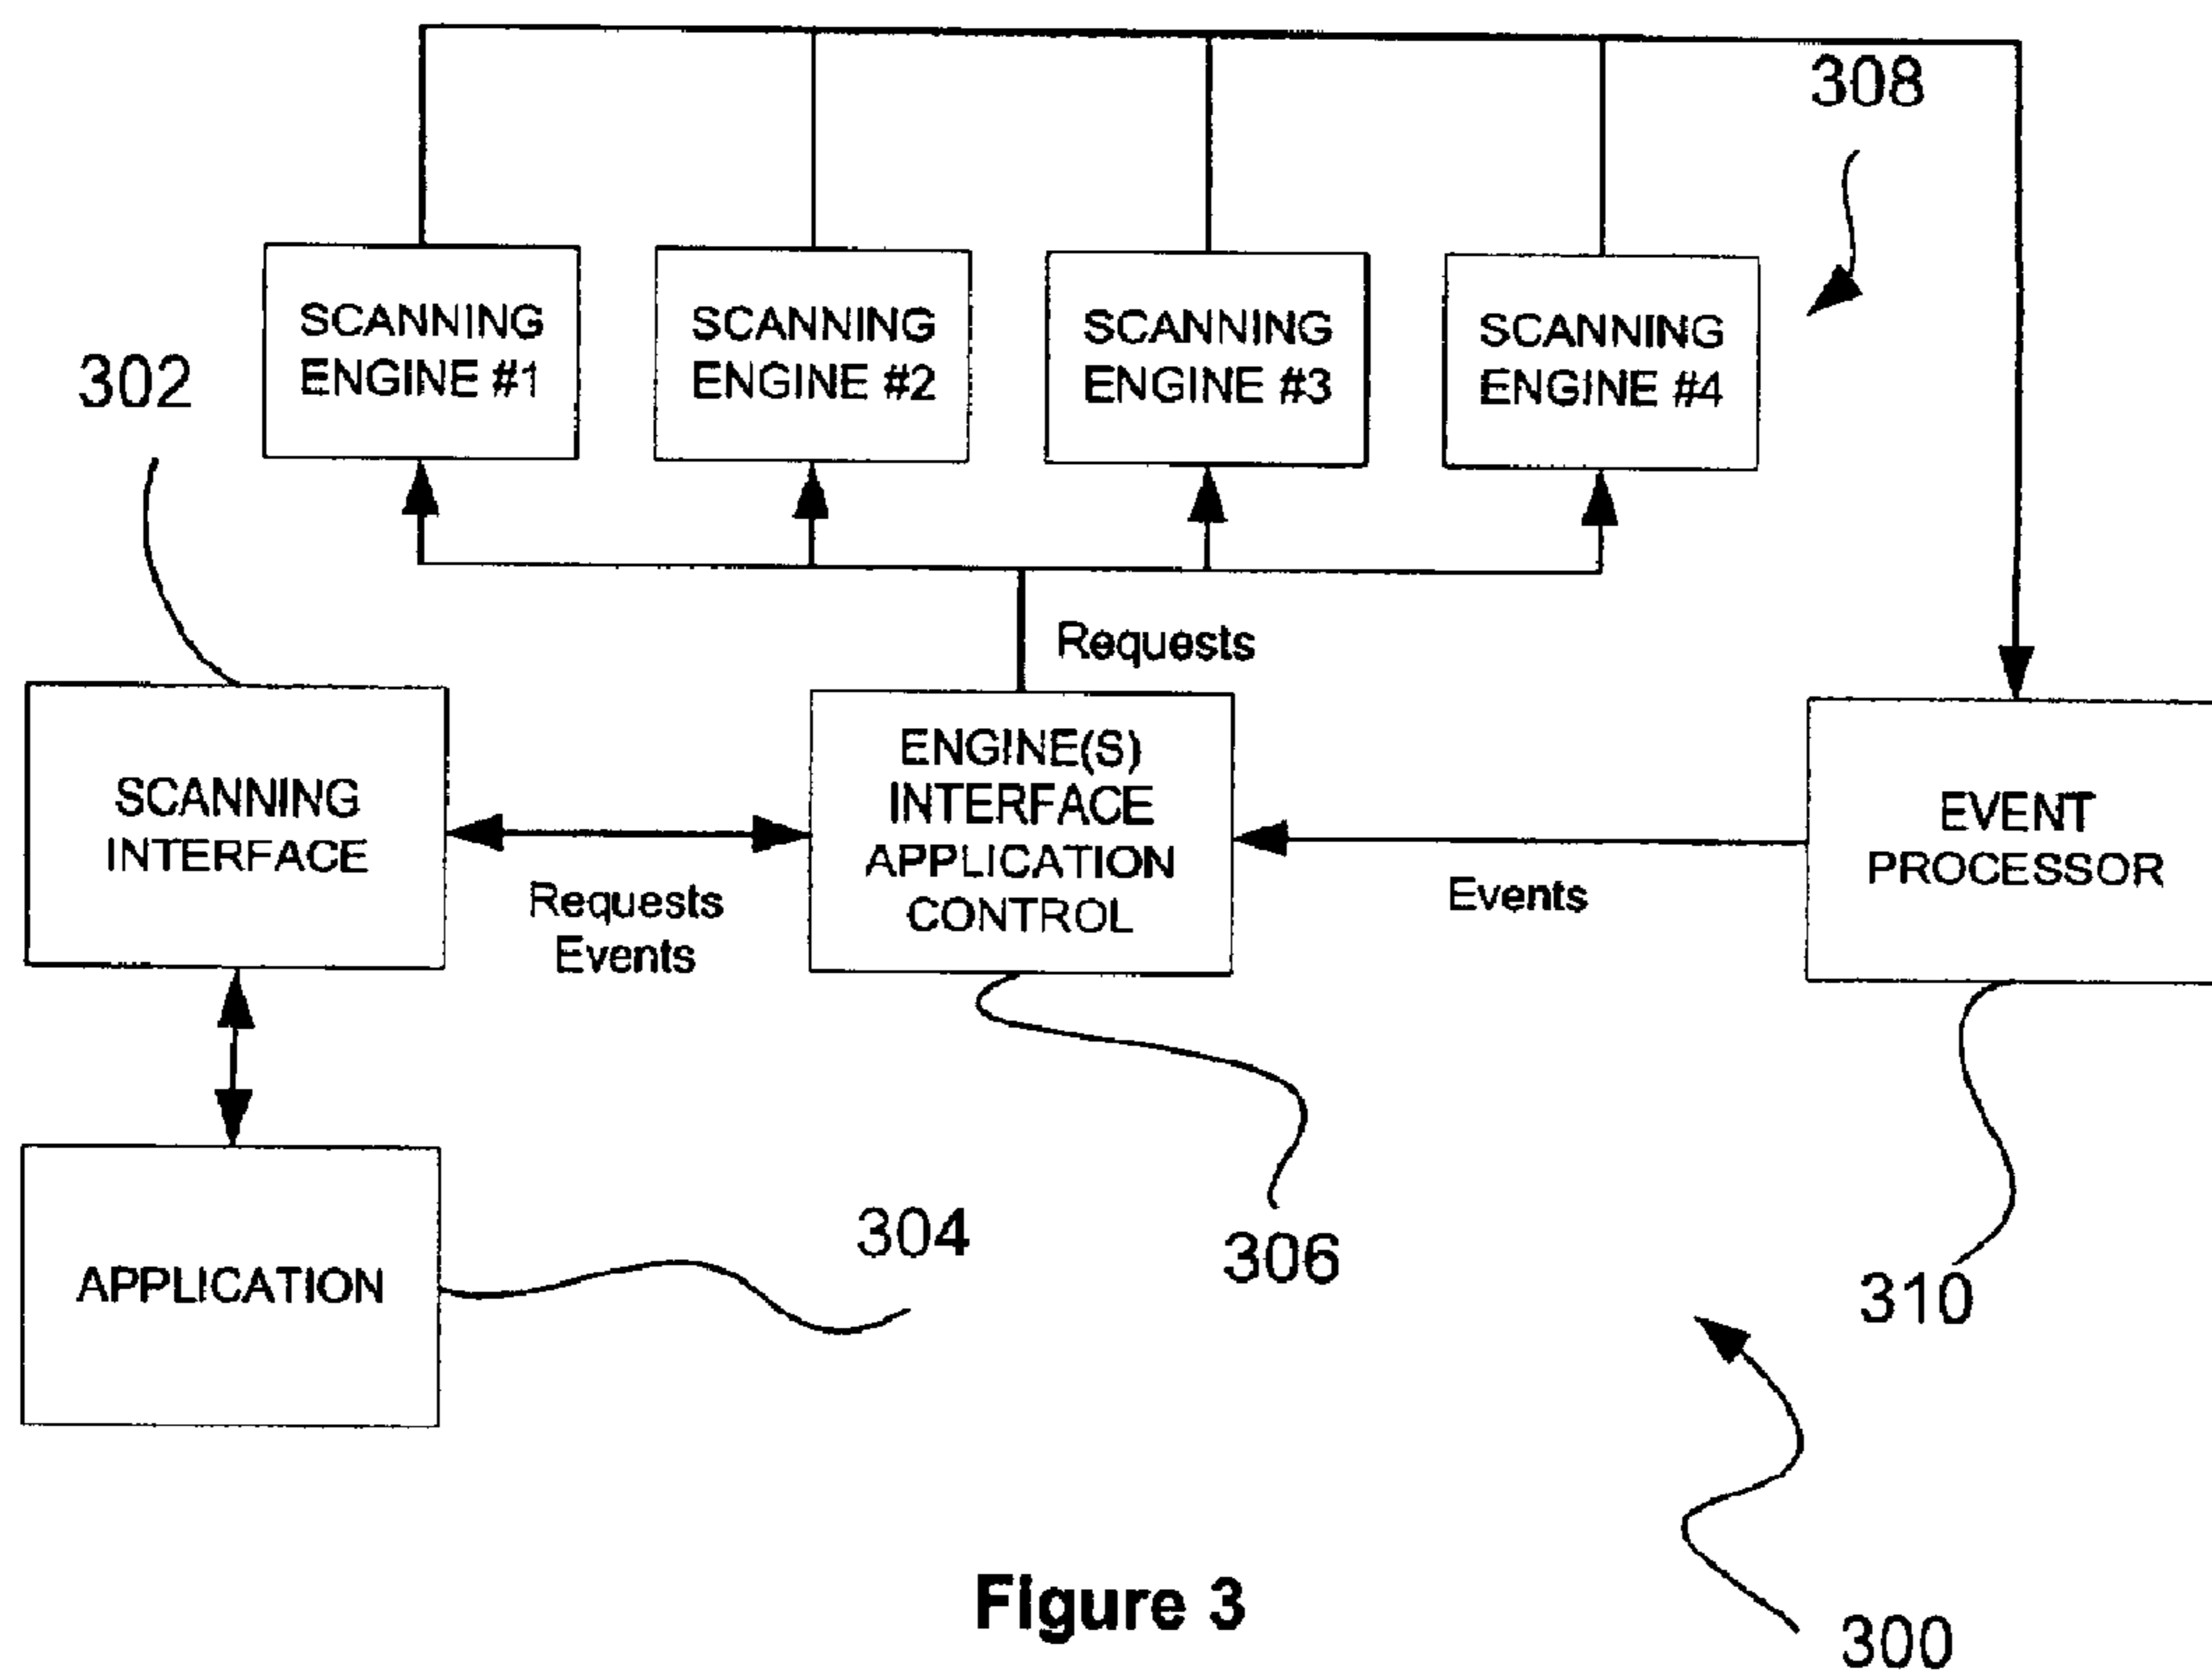 308
SCANNING
ENGINE #1
SCANNING
ENGINE #2
SCANNING
ENGINE #3
SCANNING
ENGINE #4
302
Requests
SCANNING
INTERFACE
Requests
Events
ENGINE(S)
INTERFACE
APPLICATION
CONTROL
Events
EVENT
PROCESSOR
APPLICATION
304
306
310
Figure 3
300